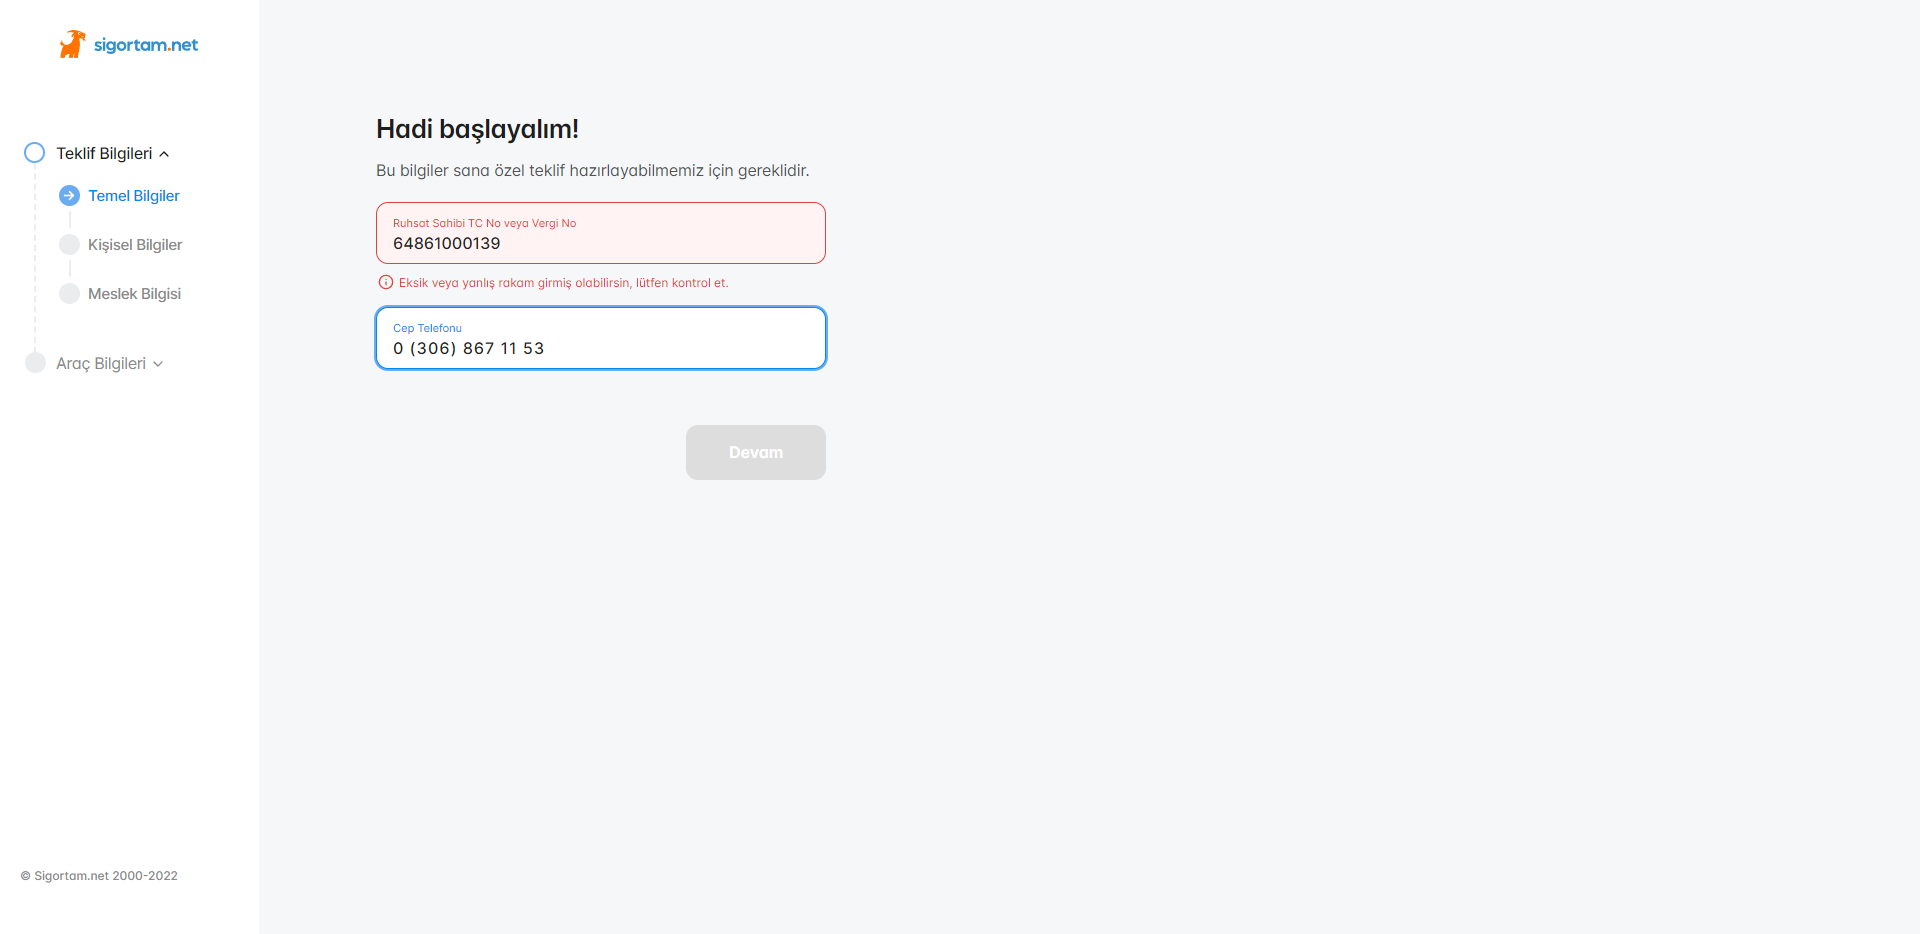 sigortam.net
Teklif Bilgileri
Temel Bilgiler
Kişisel Bilgiler
Meslek Bilgisi
Araç Bilgileri
© Sigortam.net 2000-2022
Hadi başlayalım!
Bu bilgiler sana özel teklif hazırlayabilmemiz için gereklidir.
Ruhsat Sahibi TC No veya Vergi No
64861000139
Eksik veya yanlış rakam girmiş olabilirsin, lütfen kontrol et.
Cep Telefonu
0 (306) 867 11 53
Devam